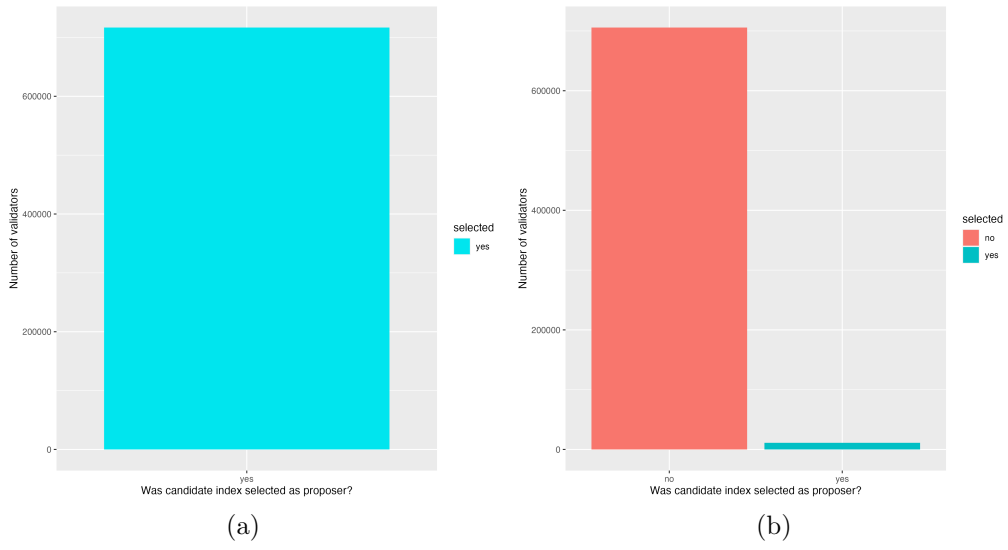 Number of validators
600000
400000
200000
0
yes
Was candidate index selected as proposer?
selected
yes
(a)
Number of validators
600000
400000
200000
0
no
yes
Was candidate index selected as proposer?
selected
no
yes
(b)